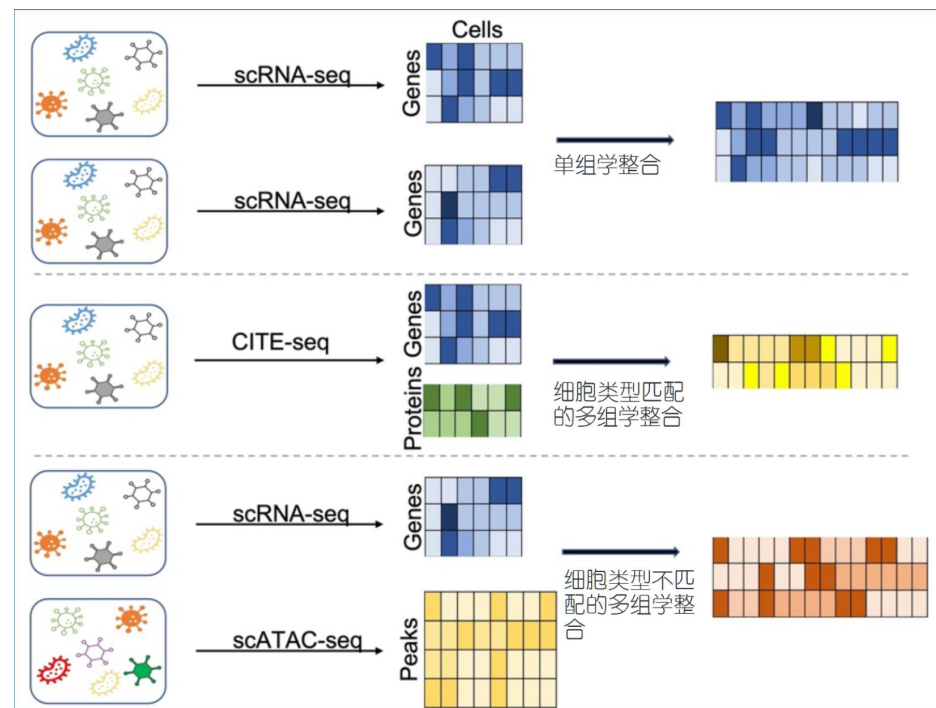 Cells
scRNA-seq
Genes
单组学整合
scRNA-seq
Genes
CITE-seq
Genes
Proteins
细胞类型匹配
的多组学整合
scRNA-seq
Genes
细胞类型不匹
配的多组学整
合
scATAC-seq
Peaks